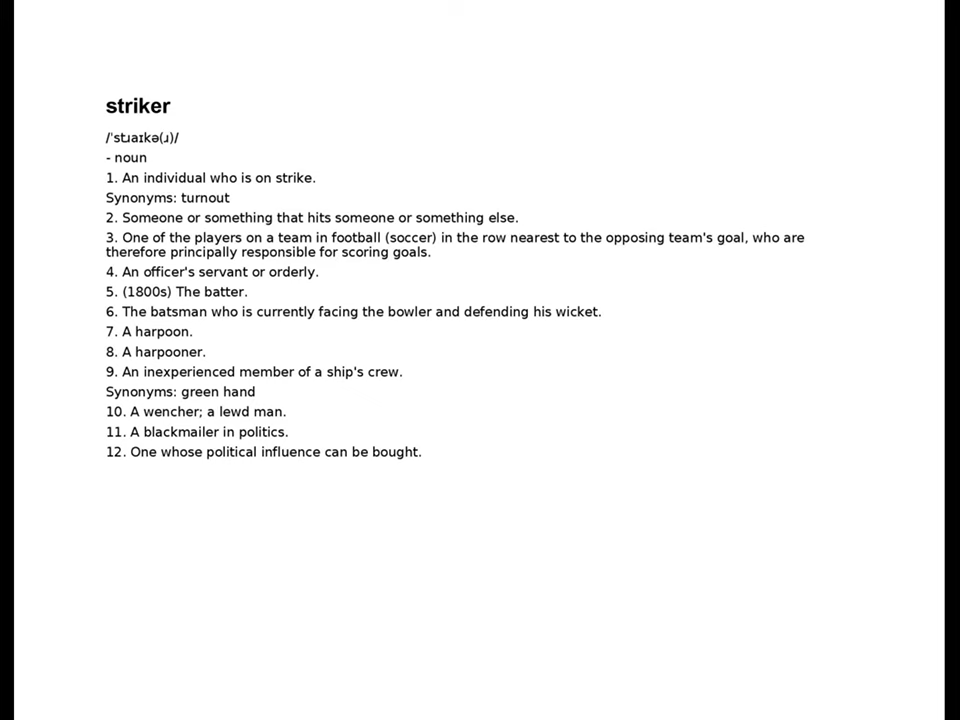 striker
/ˈstɹaɪkə(ɹ)/
- noun
1. An individual who is on strike.
Synonyms: turnout
2. Someone or something that hits someone or something else.
3. One of the players on a team in football (soccer) in the row nearest to the opposing team's goal, who are
therefore principally responsible for scoring goals.
4. An officer's servant or orderly.
5. (1800s) The batter.
6. The batsman who is currently facing the bowler and defending his wicket.
7. A harpoon.
8. A harpooner.
9. An inexperienced member of a ship's crew.
Synonyms: green hand
10. A wencher; a lewd man.
11. A blackmailer in politics.
12. One whose political influence can be bought.